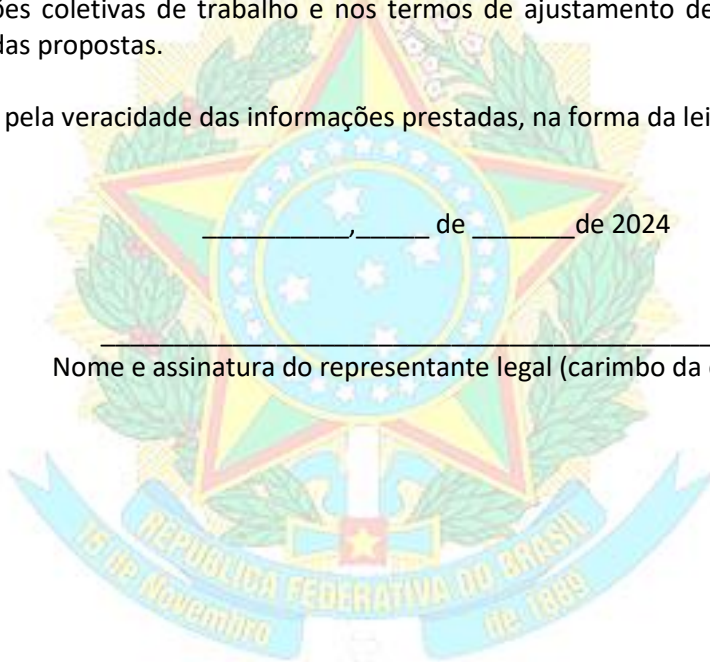 ões coletivas de trabalho e nos termos de ajustamento de
das propostas.
pela veracidade das informações prestadas, na forma da lei
__________,_____ de _______de 2024
__________________________________________
Nome e assinatura do representante legal (carimbo da
REPÚBLICA FEDERATIVA DO BRASIL
15 de Novembro
de 1889